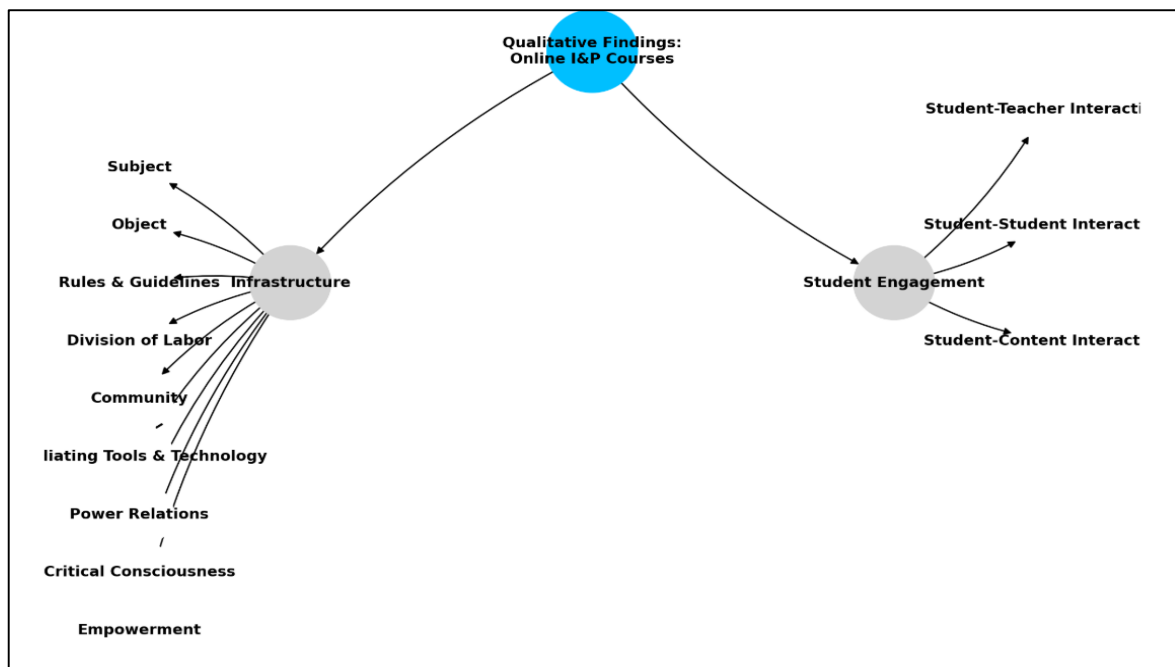 Qualitative Findings:
Online I&P Courses
Student-Teacher Interacti
Subject
Object
Student-Student Interact
Rules & Guidelines
Infrastructure
Student Engagement
Division of Labor
Student-Content Interact
Community
liating Tools & Technology
Power Relations
Critical Consciousness
Empowerment